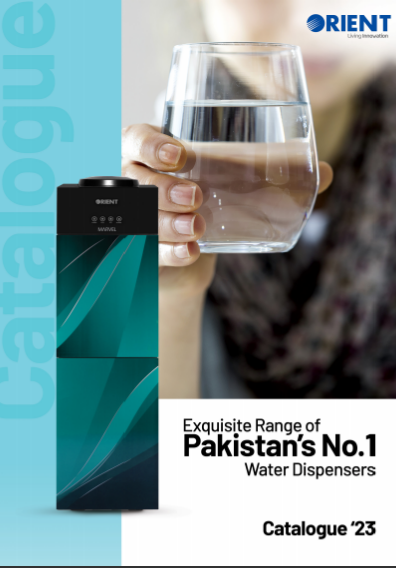 Catalogue
ORIENT
Living Innovation
ORIENT
Exquisite Range of
Pakistan's No.1
Water Dispensers
Catalogue '23